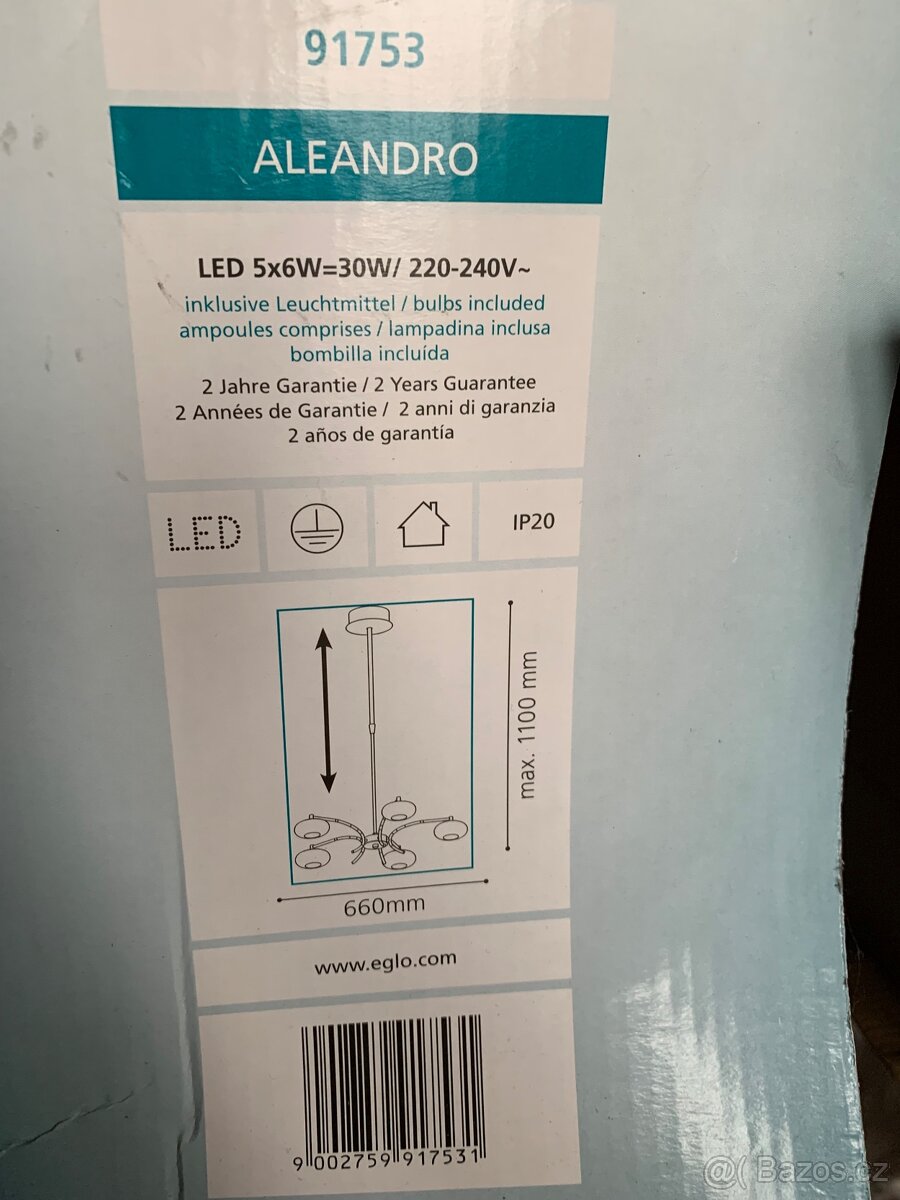 91753
ALEANDRO
LED 5x6W=30W/ 220-240V~
inklusive Leuchtmittel / bulbs included
ampoules comprises / lampadina inclusa
bombilla incluída
2 Jahre Garantie / 2 Years Guarantee
2 Années de Garantie / 2 anni di garanzia
2 años de garantía
LED
IP20
max. 1100 mm
660mm
www.eglo.com
9 002759 917531
@( Bazos.cz